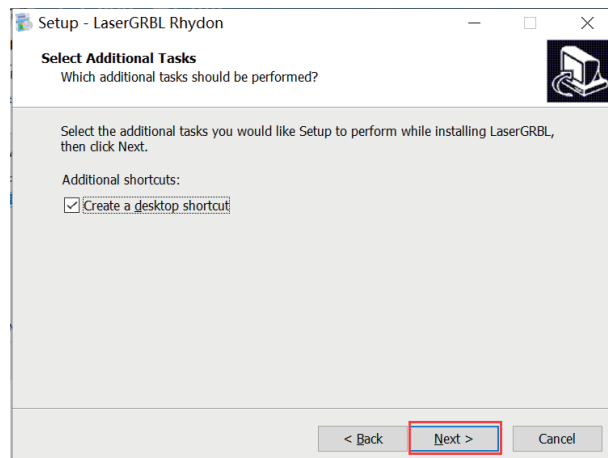 Setup - LaserGRBL Rhydon
Select Additional Tasks
Which additional tasks should be performed?
Select the additional tasks you would like Setup to perform while installing LaserGRBL,
then click Next.
Additional shortcuts:
Create a desktop shortcut
< Back Next > Cancel